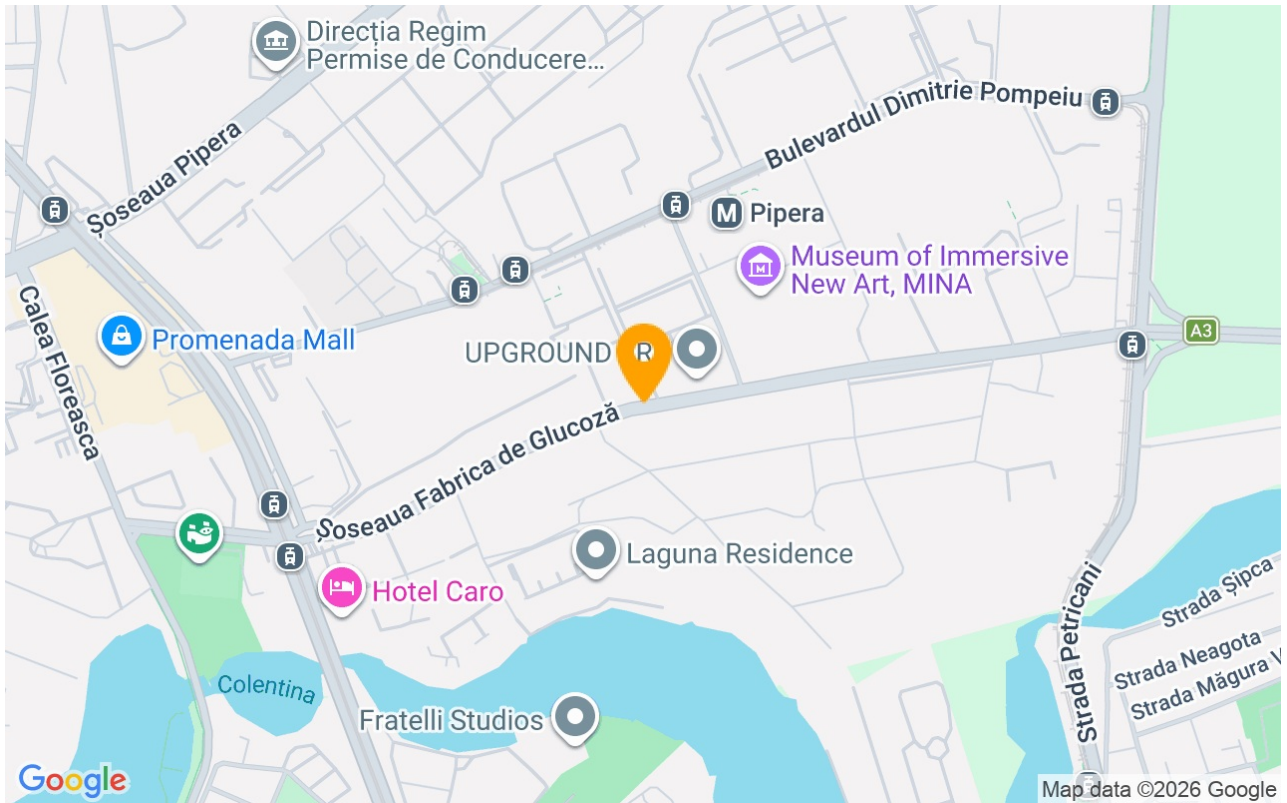 Direcția Regim
Permise de Conducere...
Șoseaua Pipera
Bulevardul Dimitrie Pompeiu
M Pipera
Museum of Immersive
New Art, MINA
A3
Calea Floreasca
Promenada Mall
UPGROUND R
Șoseaua Fabrica de Glucoză
Laguna Residence
Hotel Caro
Strada Petricani
Strada Șipca
Strada Neagota
Strada Măgura V
Colentina
Fratelli Studios
Google
Map data ©2026 Google